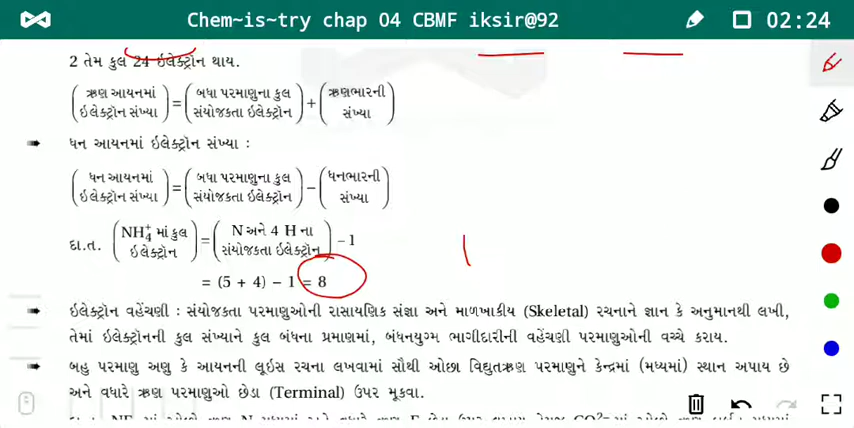 Chem~is~try chap 04 CBMF iksir@92
02:24
2 તેમ કુલ 24 ઇલેક્ટ્રૉન થાય.
(ઋણ આયનમાં ઇલેક્ટ્રૉન સંખ્યા) = (બધા પરમાણુના કુલ સંયોજકતા ઇલેક્ટ્રૉન) + (ઋણભારની સંખ્યા)
➡ ધન આયનમાં ઇલેક્ટ્રૉન સંખ્યા :
(ધન આયનમાં ઇલેક્ટ્રૉન સંખ્યા) = (બધા પરમાણુના કુલ સંયોજકતા ઇલેક્ટ્રૉન) − (ધનભારની સંખ્યા)
દા.ત. (NH₄⁺ માં કુલ ઇલેક્ટ્રૉન) = (N અને 4 H ના સંયોજકતા ઇલેક્ટ્રૉન) − 1
= (5 + 4) − 1 = 8
➡ ઇલેક્ટ્રૉન વહેંચણી : સંયોજકતા પરમાણુઓની રાસાયણિક સંજ્ઞા અને માળખાકીય (Skeletal) રચનાને જ્ઞાન કે અનુમાનથી લખી,
તેમાં ઇલેક્ટ્રૉનની કુલ સંખ્યાને કુલ બંધના પ્રમાણમાં, બંધનયુગ્મ ભાગીદારીની વહેંચણી પરમાણુઓની વચ્ચે કરાય.
➡ બહુ પરમાણુ અણુ કે આયનની લૂઇસ રચના લખવામાં સૌથી ઓછા વિદ્યુતઋણ પરમાણુને કેન્દ્રમાં (મધ્યમાં) સ્થાન અપાય છે
અને વધારે ઋણ પરમાણુઓ છેડા (Terminal) ઉપર મૂકવા.